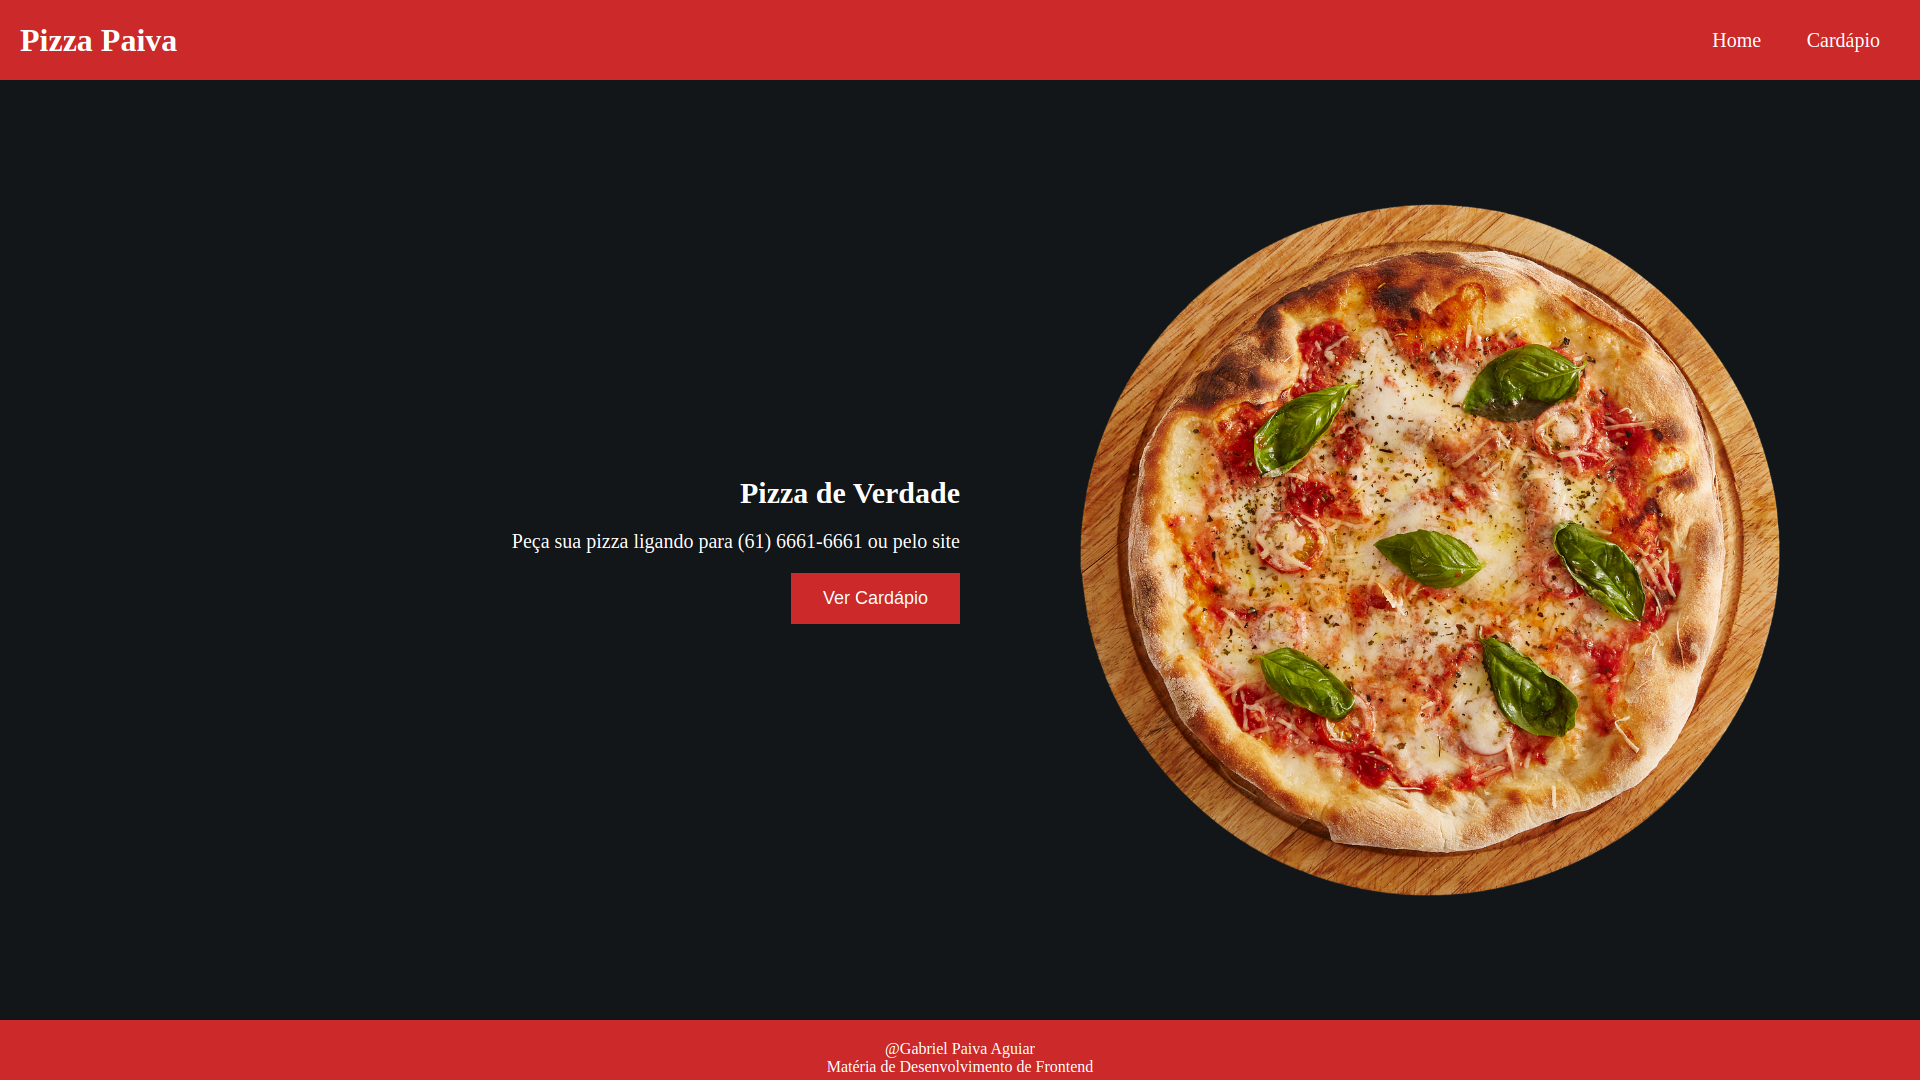 Pizza Paiva
Home
Cardápio
Pizza de Verdade
Peça sua pizza ligando para (61) 6661-6661 ou pelo site
Ver Cardápio
@Gabriel Paiva Aguiar
Matéria de Desenvolvimento de Frontend